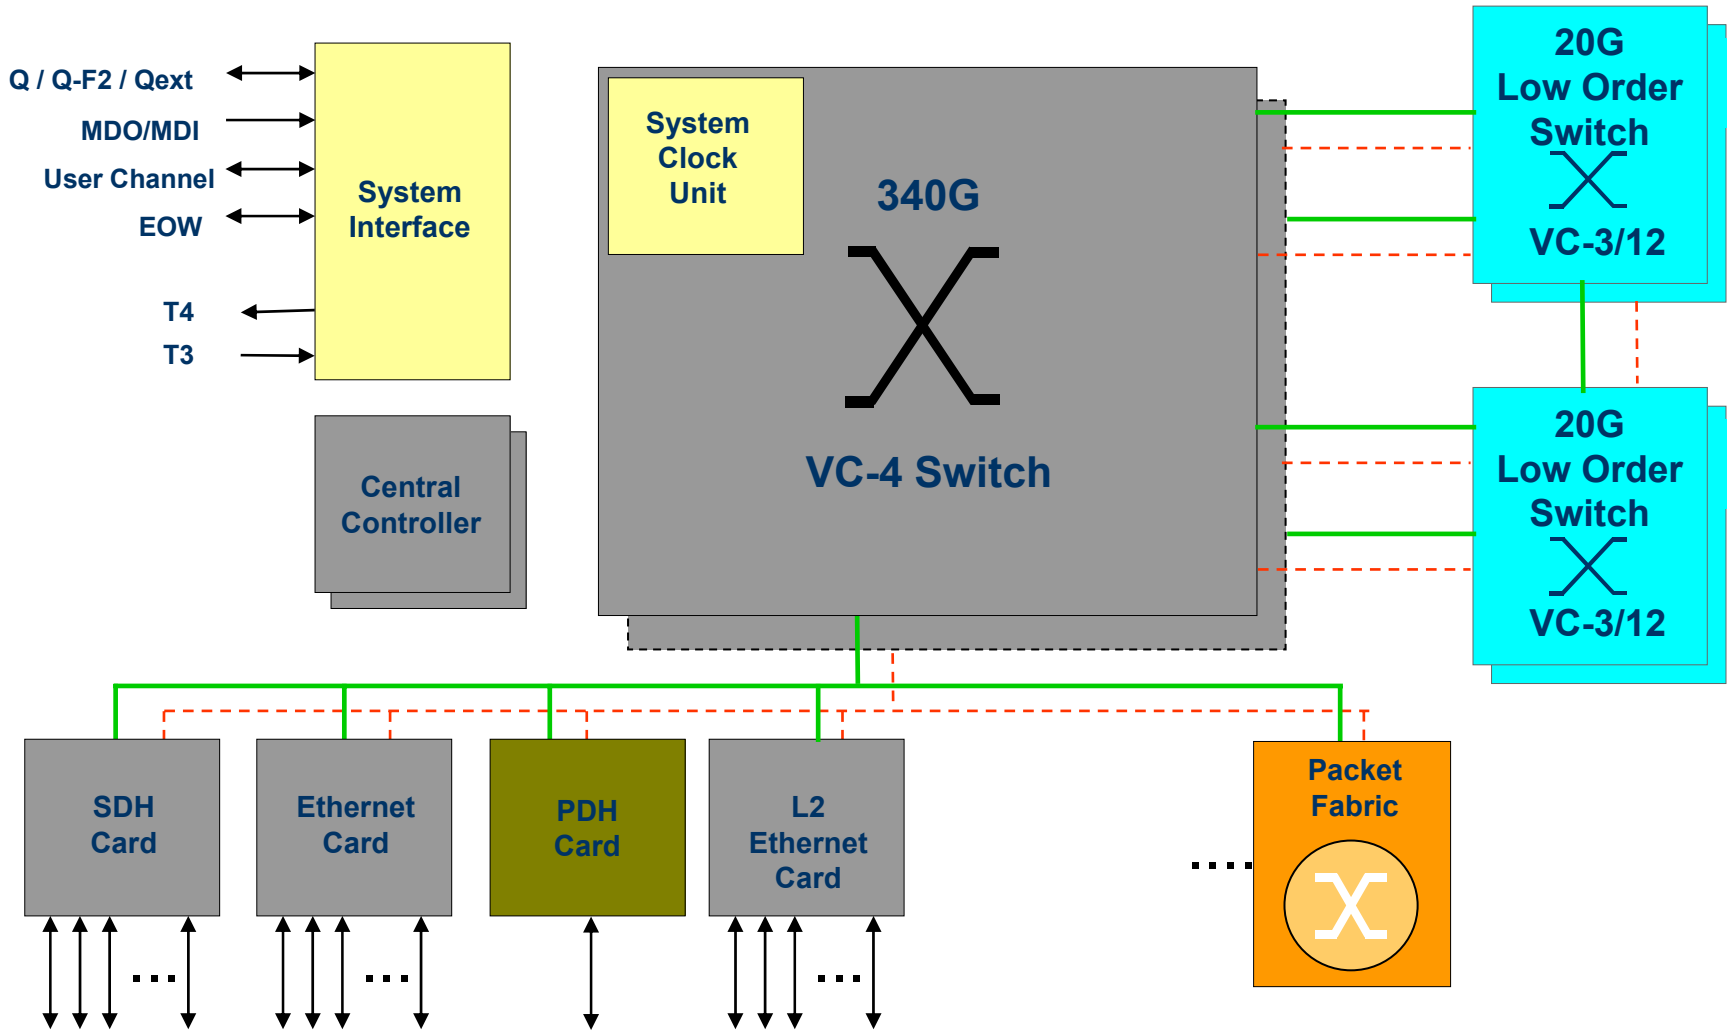 Q / Q-F2 / Qext
MDO/MDI
User Channel
EOW
T4
T3
System
Interface
Central
Controller
System
Clock
Unit
340G
VC-4 Switch
20G
Low Order
Switch
VC-3/12
20G
Low Order
Switch
VC-3/12
SDH
Card
Ethernet
Card
PDH
Card
L2
Ethernet
Card
Packet
Fabric